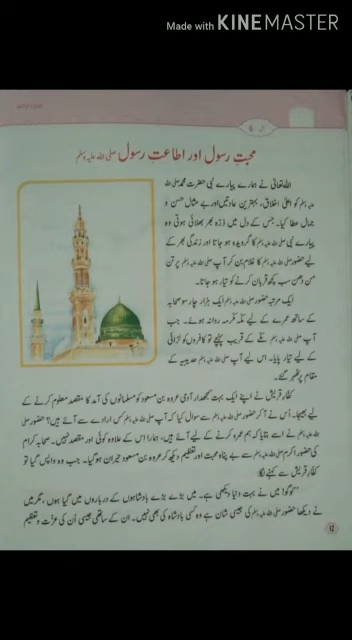 Made with KINEMASTER
محبتِ رسول اور اطاعتِ رسول صلی اللہ علیہ وسلم
اللہ تعالیٰ نے ہمارے پیارے نبی حضرت محمد صلی اللہ
علیہ وسلم کو اعلیٰ اخلاق، بہترین عادتیں اور بے مثال حسن و
جمال عطا کیا۔ جس کے دل میں ذرّہ بھر بھلائی ہوتی وہ
پیارے نبی صلی اللہ علیہ وسلم کا گرویدہ ہو جاتا اور زندگی بھر کے
لیے حضور صلی اللہ علیہ وسلم کا غلام بن کر آپ صلی اللہ علیہ وسلم پر تن
من دھن سب کچھ قربان کرنے کو تیار ہو جاتا۔
ایک مرتبہ حضور صلی اللہ علیہ وسلم ایک ہزار چار سو صحابہ
کے ساتھ عمرے کے لیے مکّہ مکرمہ روانہ ہوئے۔ جب
آپ صلی اللہ علیہ وسلم مکّے کے قریب پہنچے تو کافروں کو لڑائی
کے لیے تیار پایا۔ اس لیے آپ صلی اللہ علیہ وسلم حدیبیہ کے
مقام پر ٹھہر گئے۔
کفار قریش نے اپنے ایک بہت سمجھدار آدمی عروہ بن مسعود کو مسلمانوں کی آمد کا مقصد معلوم کرنے کے
لیے بھیجا۔ اُس نے آکر حضور صلی اللہ علیہ وسلم سے سوال کیا کہ آپ صلی اللہ علیہ وسلم کس ارادے سے آئے ہیں؟ حضور صلی
اللہ علیہ وسلم نے اسے بتایا کہ ہم عمرہ کرنے کے لیے آئے ہیں، ہمارا اس کے علاوہ کوئی اور مقصد نہیں۔ صحابہ کرام
کی حضور اکرم صلی اللہ علیہ وسلم سے بے پناہ محبت اور تعظیم دیکھ کر عروہ بن مسعود حیران ہو گیا۔ جب وہ واپس گیا تو
کفار قریش سے کہنے لگا:
”لوگو! میں نے بہت دنیا دیکھی ہے۔ میں بڑے بڑے بادشاہوں کے درباروں میں گیا ہوں، مگر میں
نے دیکھا حضور صلی اللہ علیہ وسلم کی جیسی شان ہے وہ کسی بادشاہ کی بھی نہیں۔ ان کے ساتھی جیسی اُن کی عزّت و تعظیم
12